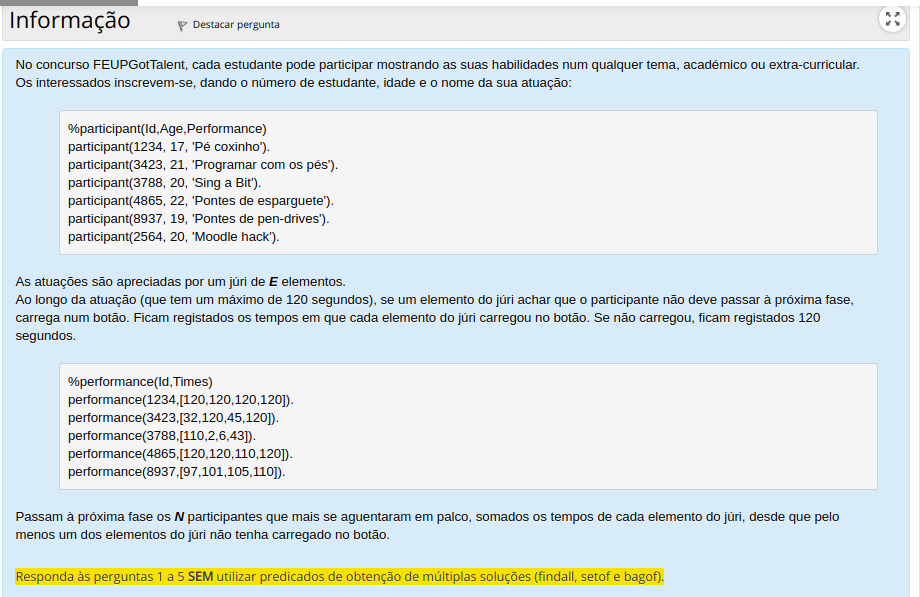 Informação
Destacar pergunta
No concurso FEUPGotTalent, cada estudante pode participar mostrando as suas habilidades num qualquer tema, académico ou extra-curricular.
Os interessados inscrevem-se, dando o número de estudante, idade e o nome da sua atuação:
%participant(Id,Age,Performance)
participant(1234, 17, 'Pé coxinho').
participant(3423, 21, 'Programar com os pés').
participant(3788, 20, 'Sing a Bit').
participant(4865, 22, 'Pontes de esparguete').
participant(8937, 19, 'Pontes de pen-drives').
participant(2564, 20, 'Moodle hack').
As atuações são apreciadas por um júri de E elementos.
Ao longo da atuação (que tem um máximo de 120 segundos), se um elemento do júri achar que o participante não deve passar à próxima fase,
carrega num botão. Ficam registados os tempos em que cada elemento do júri carregou no botão. Se não carregou, ficam registados 120
segundos.
%performance(Id,Times)
performance(1234,[120,120,120,120]).
performance(3423,[32,120,45,120]).
performance(3788,[110,2,6,43]).
performance(4865,[120,120,110,120]).
performance(8937,[97,101,105,110]).
Passam à próxima fase os N participantes que mais se aguentaram em palco, somados os tempos de cada elemento do júri, desde que pelo
menos um dos elementos do júri não tenha carregado no botão.
Responda às perguntas 1 a 5 SEM utilizar predicados de obtenção de múltiplas soluções (findall, setof e bagof).